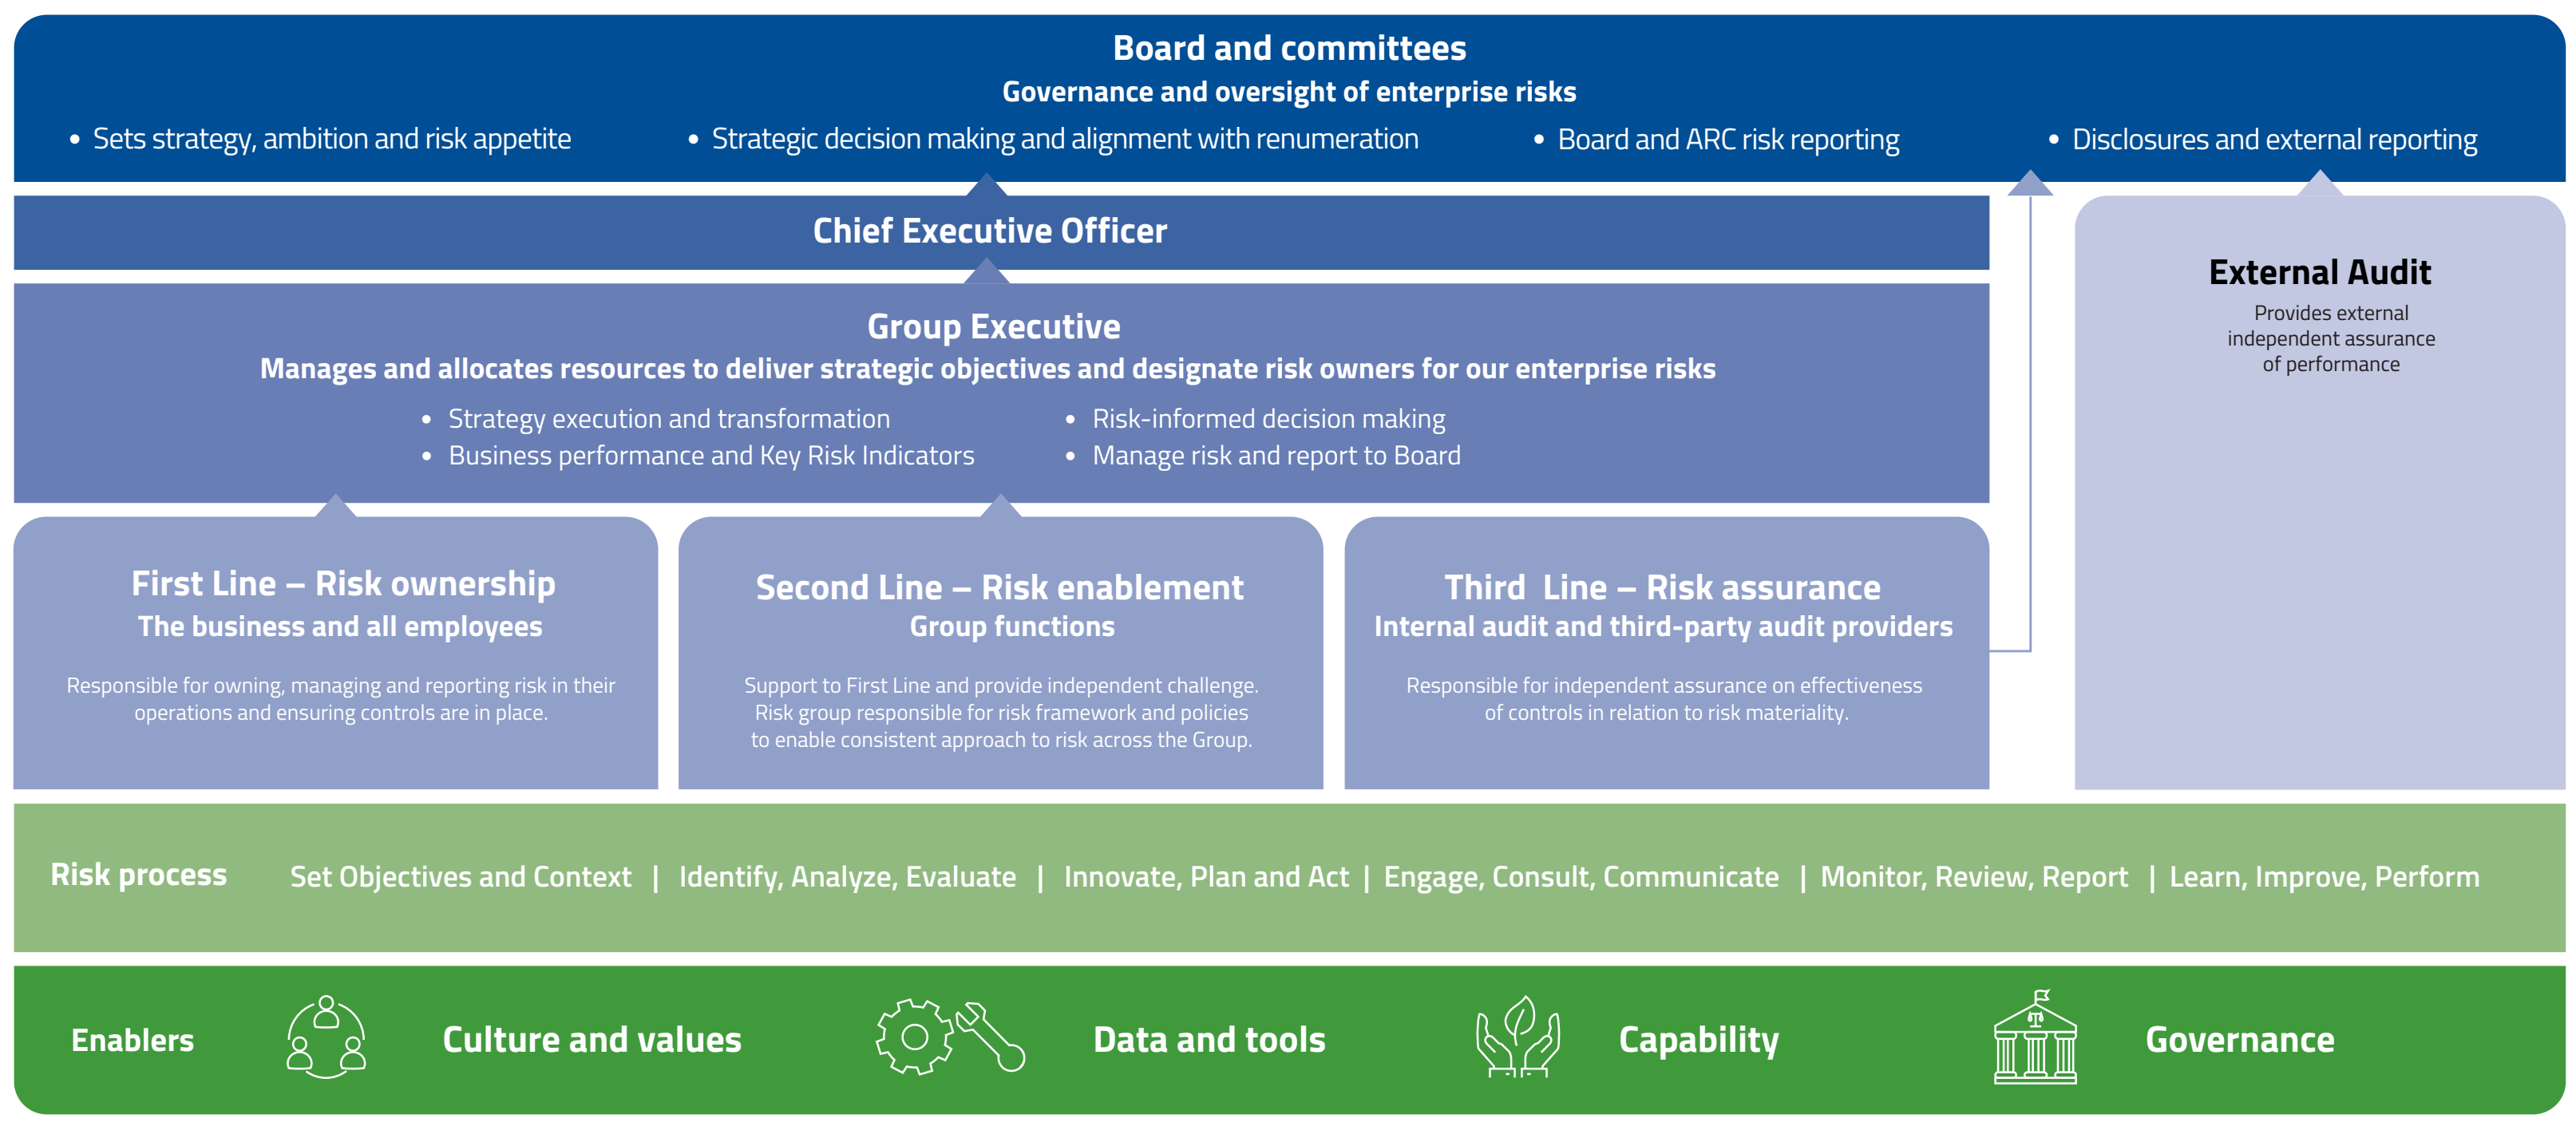 Board and committees
Governance and oversight of enterprise risks
• Sets strategy, ambition and risk appetite
• Strategic decision making and alignment with renumeration
• Board and ARC risk reporting
• Disclosures and external reporting
Chief Executive Officer
Group Executive
Manages and allocates resources to deliver strategic objectives and designate risk owners for our enterprise risks
• Strategy execution and transformation
• Business performance and Key Risk Indicators
• Risk-informed decision making
• Manage risk and report to Board
External Audit
Provides external
independent assurance
of performance
First Line – Risk ownership
The business and all employees
Responsible for owning, managing and reporting risk in their
operations and ensuring controls are in place.
Second Line – Risk enablement
Group functions
Support to First Line and provide independent challenge.
Risk group responsible for risk framework and policies
to enable consistent approach to risk across the Group.
Third Line – Risk assurance
Internal audit and third-party audit providers
Responsible for independent assurance on effectiveness
of controls in relation to risk materiality.
Risk process
Set Objectives and Context | Identify, Analyze, Evaluate | Innovate, Plan and Act | Engage, Consult, Communicate | Monitor, Review, Report | Learn, Improve, Perform
Enablers
Culture and values
Data and tools
Capability
Governance